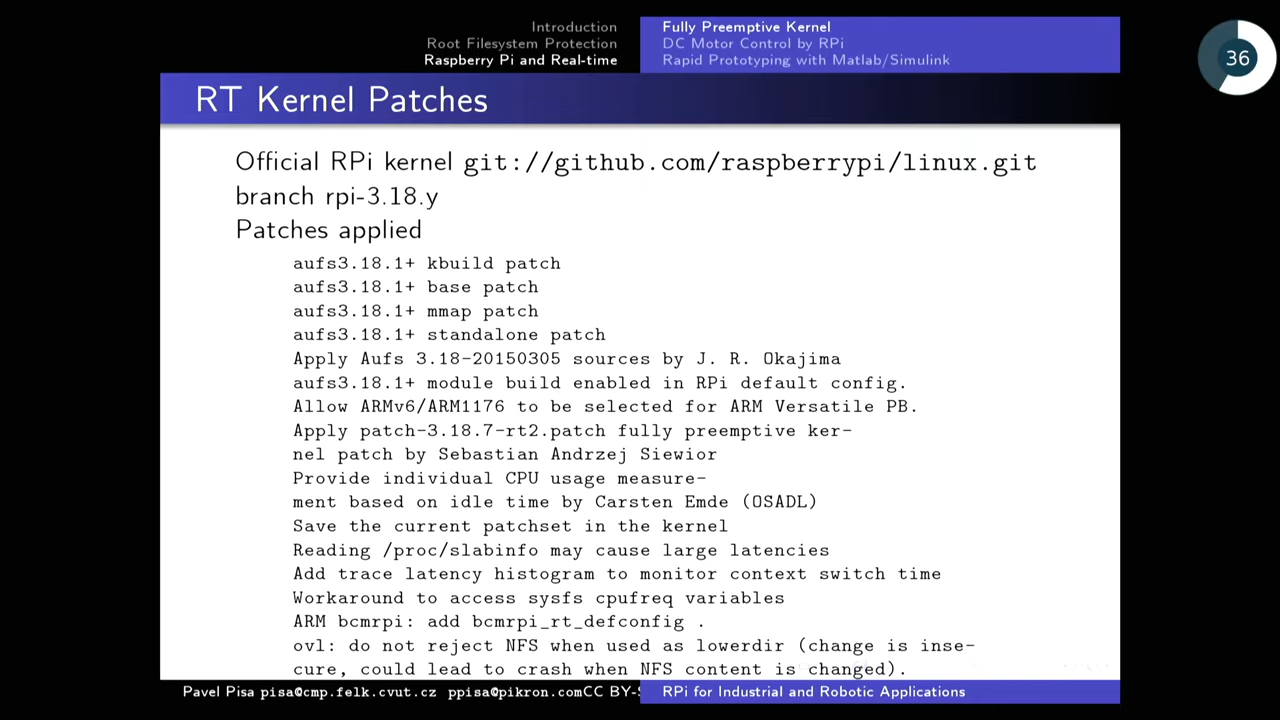 Introduction
Root Filesystem Protection
Raspberry Pi and Real-time
Fully Preemptive Kernel
DC Motor Control by RPi
Rapid Prototyping with Matlab/Simulink
36
RT Kernel Patches
Official RPi kernel git://github.com/raspberrypi/linux.git
branch rpi-3.18.y
Patches applied
aufs3.18.1+ kbuild patch
aufs3.18.1+ base patch
aufs3.18.1+ mmap patch
aufs3.18.1+ standalone patch
Apply Aufs 3.18-20150305 sources by J. R. Okajima
aufs3.18.1+ module build enabled in RPi default config.
Allow ARMv6/ARM1176 to be selected for ARM Versatile PB.
Apply patch-3.18.7-rt2.patch fully preemptive ker-
nel patch by Sebastian Andrzej Siewior
Provide individual CPU usage measure-
ment based on idle time by Carsten Emde (OSADL)
Save the current patchset in the kernel
Reading /proc/slabinfo may cause large latencies
Add trace latency histogram to monitor context switch time
Workaround to access sysfs cpufreq variables
ARM bcmrpi: add bcmrpi_rt_defconfig .
ovl: do not reject NFS when used as lowerdir (change is inse-
cure, could lead to crash when NFS content is changed).
Pavel Pisa pisa@cmp.felk.cvut.cz ppisa@pikron.comCC BY-S
RPi for Industrial and Robotic Applications